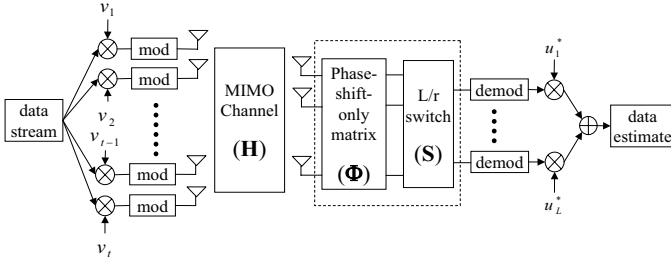 data
stream
v₁
mod
v₂
mod
vₜ₋₁
mod
vₜ
mod
MIMO
Channel
(H)
Phase-
shift-
only
matrix
(Φ)
L/r
switch
(S)
demod
demod
u₁*
u_L*
data
estimate